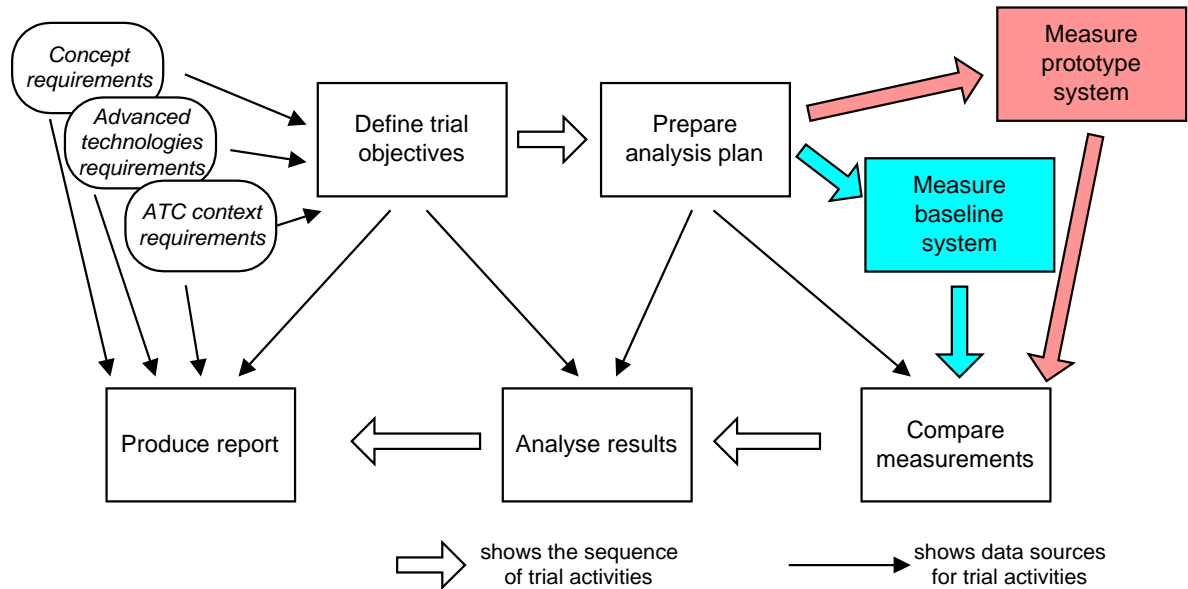 Concept
requirements
Advanced
technologies
requirements
ATC context
requirements
Define trial
objectives
Prepare
analysis plan
Measure
prototype
system
Measure
baseline
system
Produce report
Analyse results
Compare
measurements
shows the sequence
of trial activities
shows data sources
for trial activities